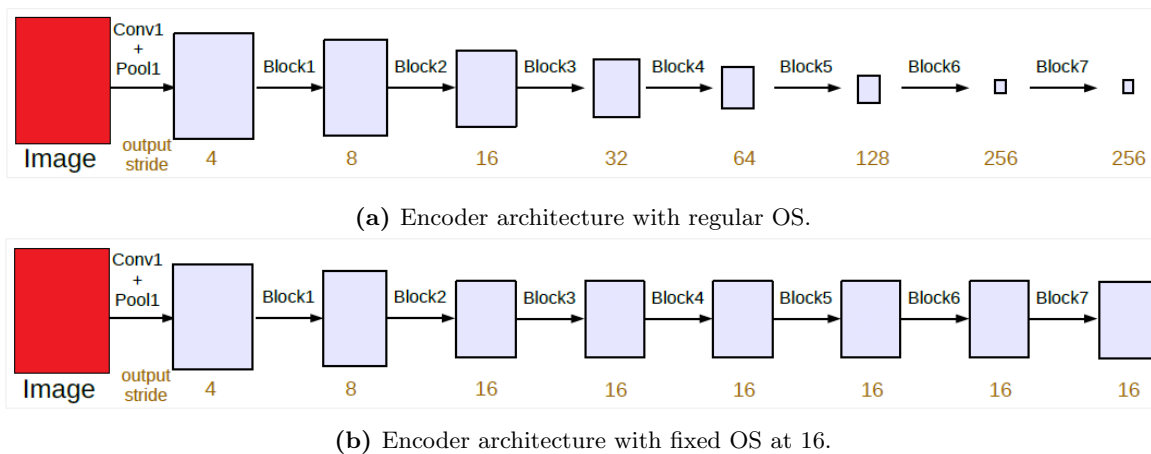 Conv1
+
Pool1
Block1 Block2 Block3 Block4 Block5 Block6 Block7
Image output stride 4 8 16 32 64 128 256 256
(a) Encoder architecture with regular OS.
Conv1
+
Pool1
Block1 Block2 Block3 Block4 Block5 Block6 Block7
Image output stride 4 8 16 16 16 16 16 16
(b) Encoder architecture with fixed OS at 16.